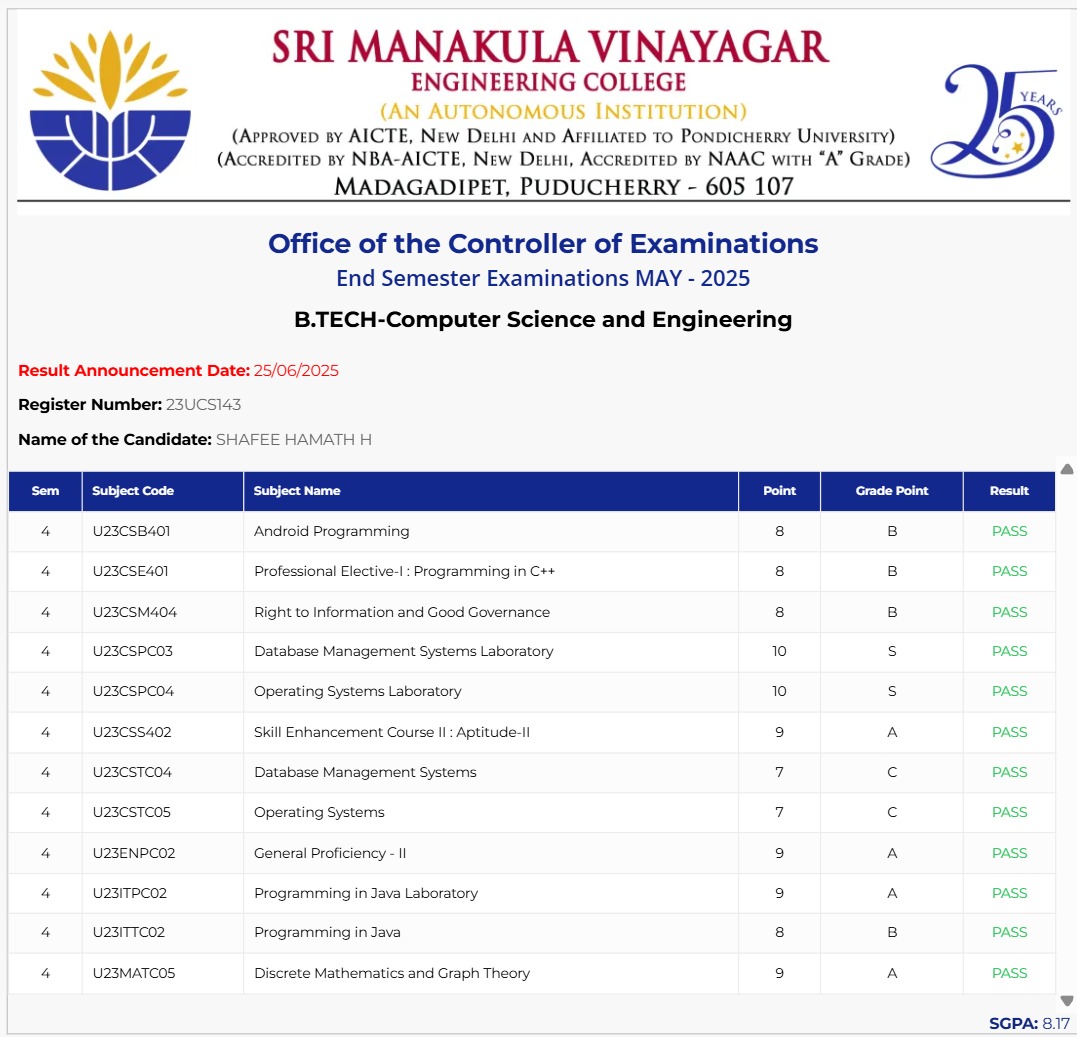 SRI MANAKULA VINAYAGAR
ENGINEERING COLLEGE
(AN AUTONOMOUS INSTITUTION)
(APPROVED BY AICTE, NEW DELHI AND AFFILIATED TO PONDICHERRY UNIVERSITY)
(ACCREDITED BY NBA-AICTE, NEW DELHI, ACCREDITED BY NAAC WITH "A" GRADE)
MADAGADIPET, PUDUCHERRY - 605 107
25 YEARS
Office of the Controller of Examinations
End Semester Examinations MAY - 2025
B.TECH-Computer Science and Engineering
Result Announcement Date: 25/06/2025
Register Number: 23UCS143
Name of the Candidate: SHAFEE HAMATH H
Sem Subject Code Subject Name Point Grade Point Result
4 U23CSB401 Android Programming 8 B PASS
4 U23CSE401 Professional Elective-I : Programming in C++ 8 B PASS
4 U23CSM404 Right to Information and Good Governance 8 B PASS
4 U23CSPC03 Database Management Systems Laboratory 10 S PASS
4 U23CSPC04 Operating Systems Laboratory 10 S PASS
4 U23CSS402 Skill Enhancement Course II : Aptitude-II 9 A PASS
4 U23CSTC04 Database Management Systems 7 C PASS
4 U23CSTC05 Operating Systems 7 C PASS
4 U23ENPC02 General Proficiency - II 9 A PASS
4 U23ITPC02 Programming in Java Laboratory 9 A PASS
4 U23ITTC02 Programming in Java 8 B PASS
4 U23MATC05 Discrete Mathematics and Graph Theory 9 A PASS
SGPA: 8.17